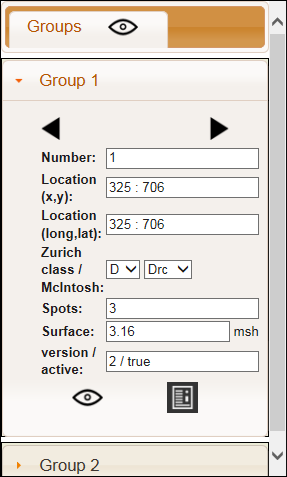 Groups
Group 1
Number: 1
Location
(x,y): 325 : 706
Location
(long,lat): 325 : 706
Zurich
class / D Drc
McIntosh:
Spots: 3
Surface: 3.16 msh
version /
active: 2 / true
Group 2